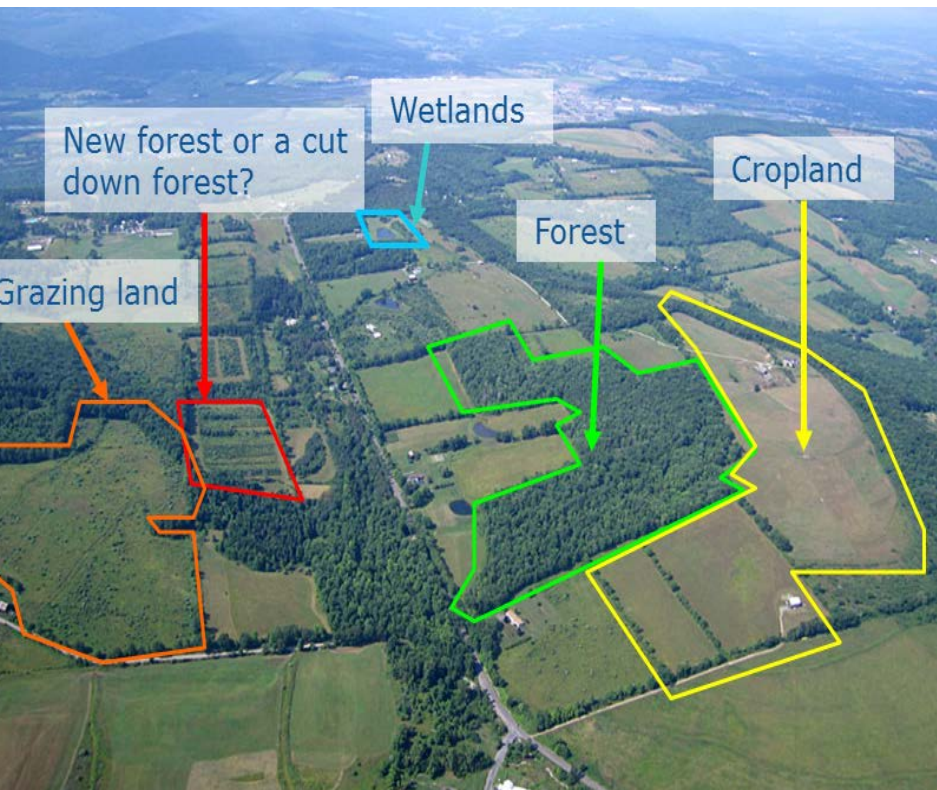 Wetlands
New forest or a cut
down forest?
Cropland
Forest
Grazing land